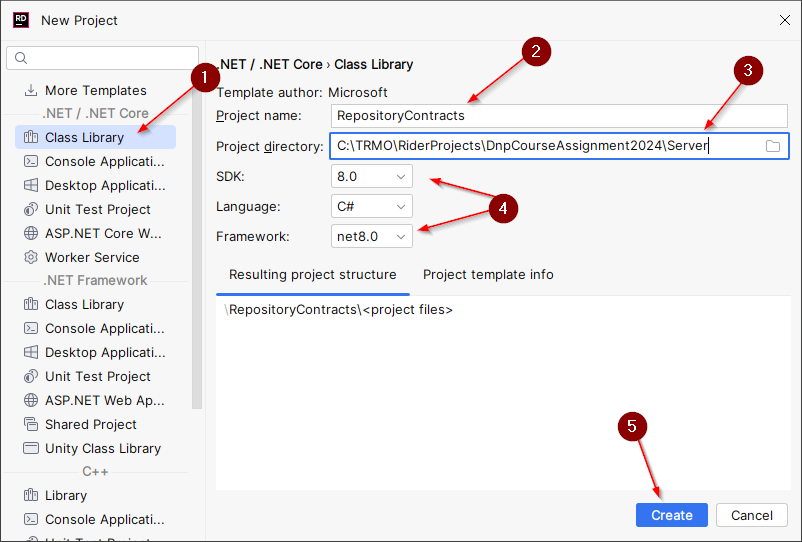 RD
New Project
More Templates
.NET / .NET Core
Class Library
Console Applicati...
Desktop Applicati...
Unit Test Project
ASP.NET Core W...
Worker Service
.NET Framework
Class Library
Console Applicati...
Desktop Applicati...
Unit Test Project
ASP.NET Web Ap...
Shared Project
Unity Class Library
C++
Library
Console Applicati...
Unit Test Project
1
2
3
.NET / .NET Core › Class Library
Template author: Microsoft
Project name: RepositoryContracts
Project directory: C:\TRMO\RiderProjects\DnpCourseAssignment2024\Server
SDK: 8.0
Language: C#
4
Framework: net8.0
Resulting project structure Project template info
\RepositoryContracts\<project files>
5
Create Cancel